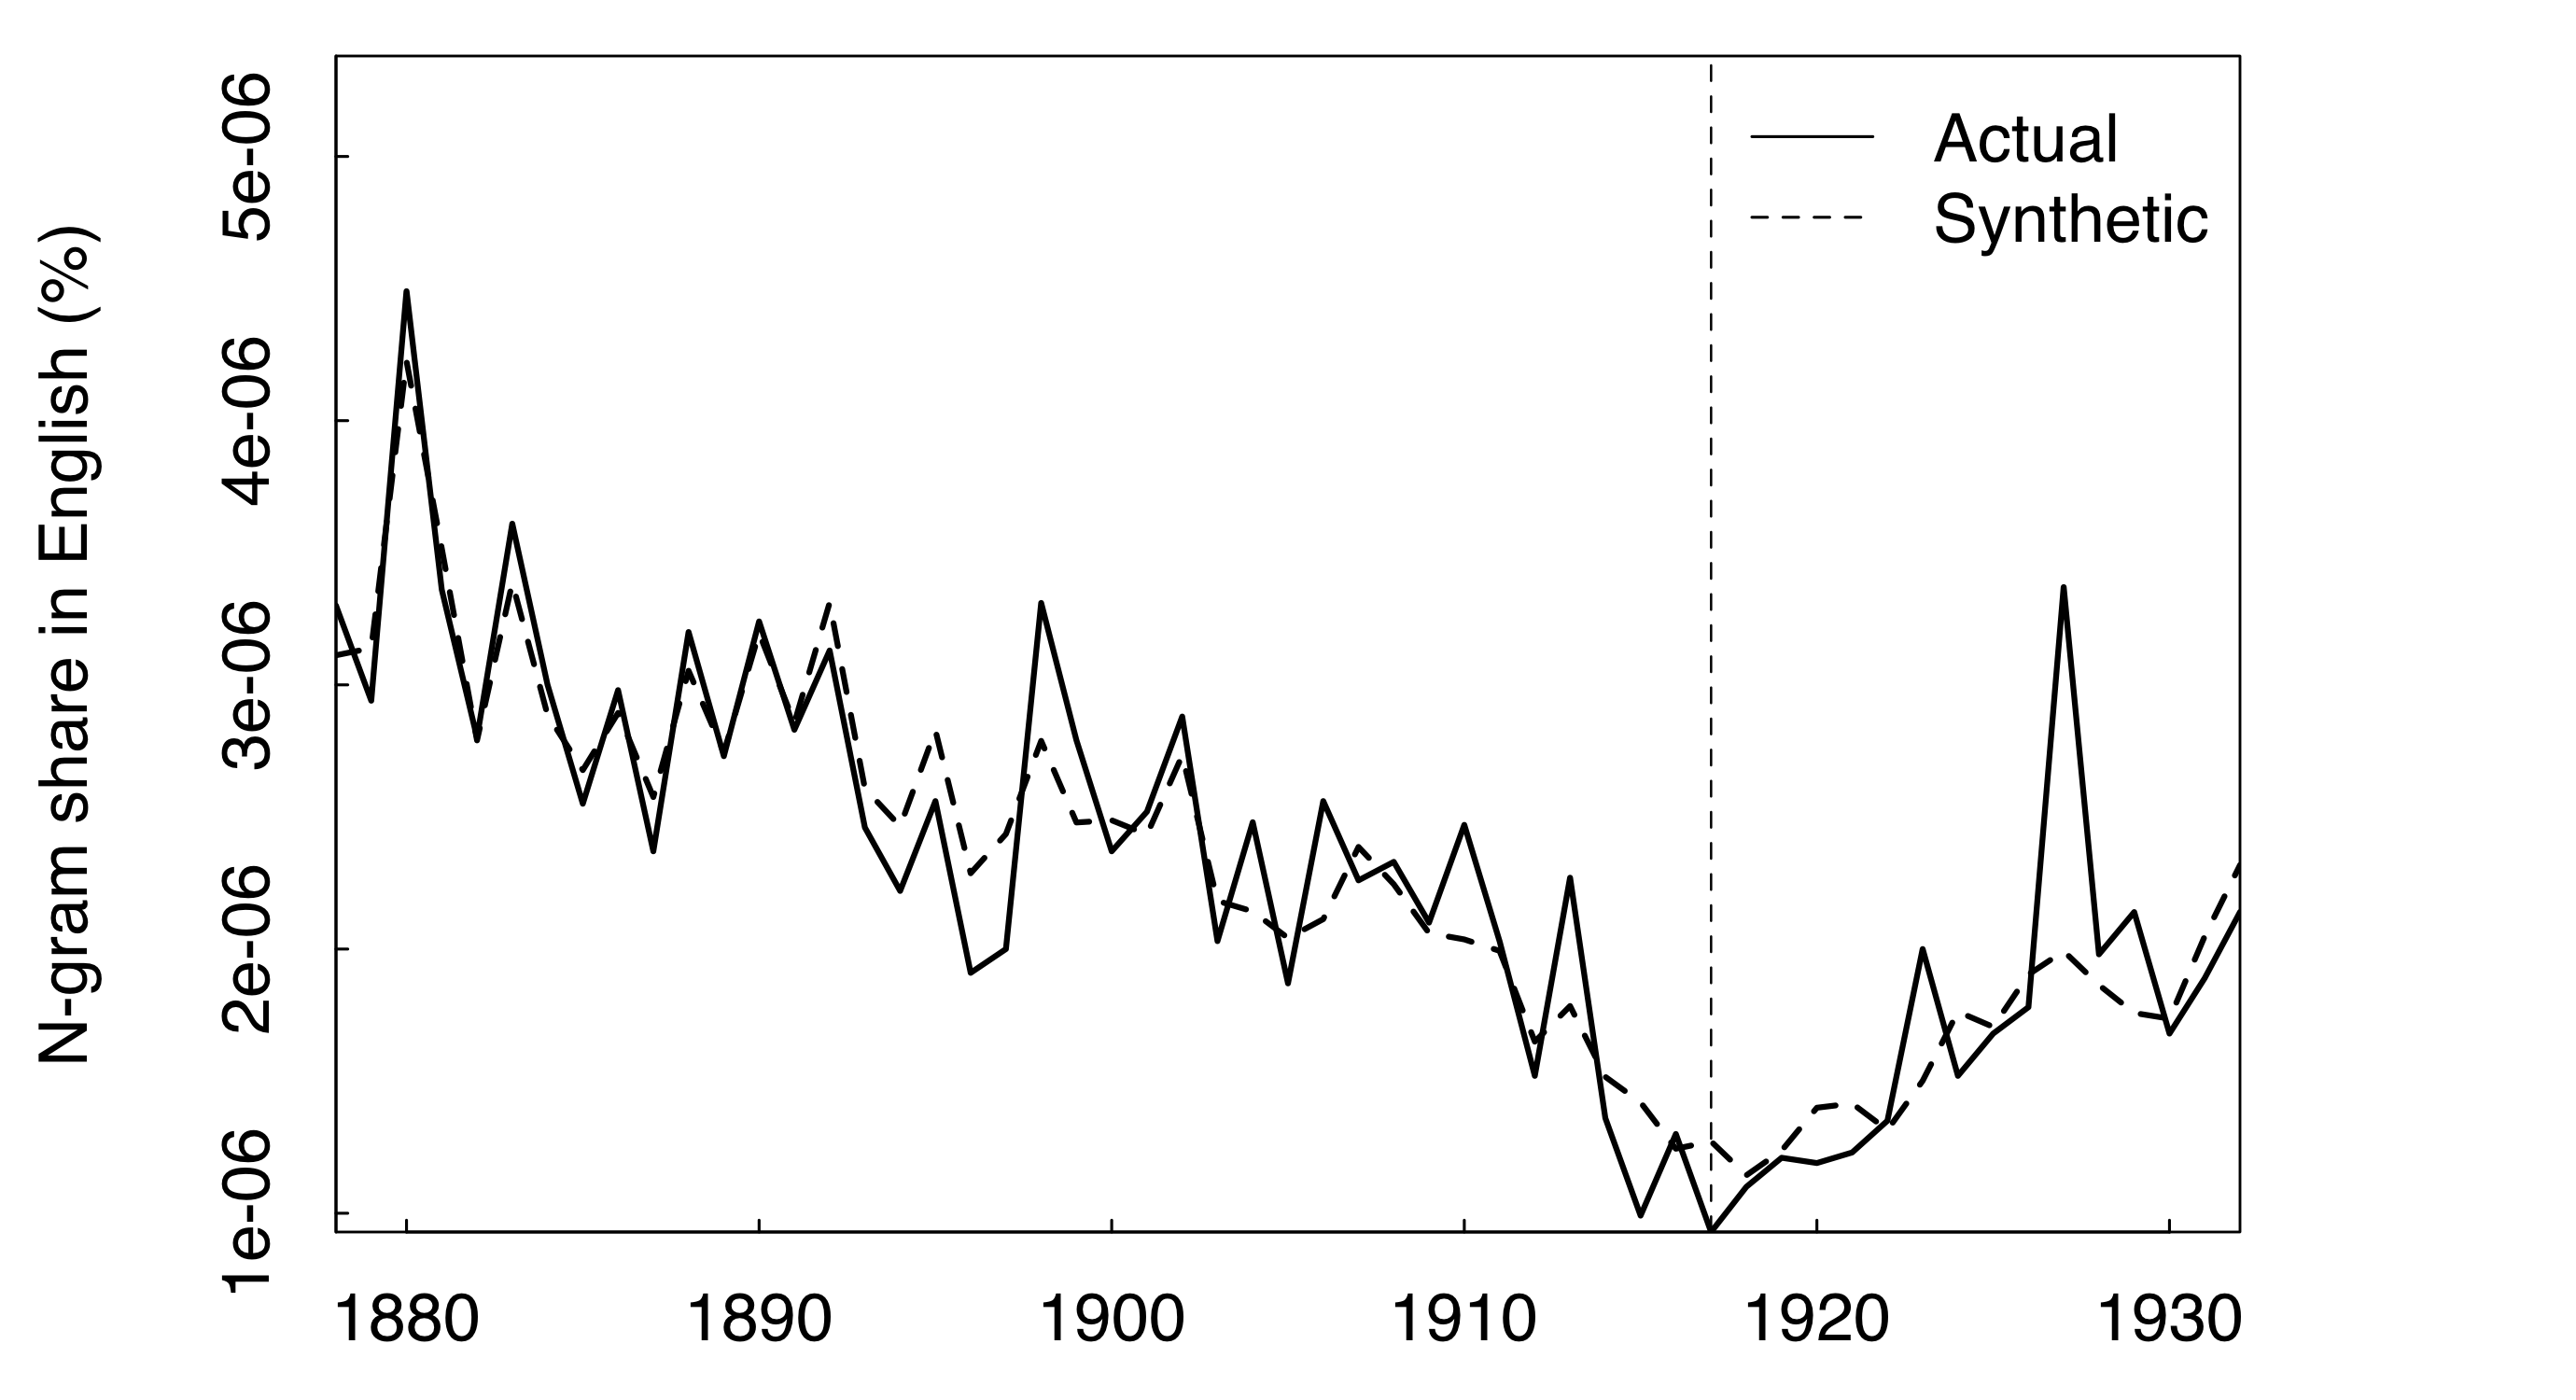 N-gram share in English (%)
5e-06
4e-06
3e-06
2e-06
1e-06
Actual
Synthetic
1880 1890 1900 1910 1920 1930